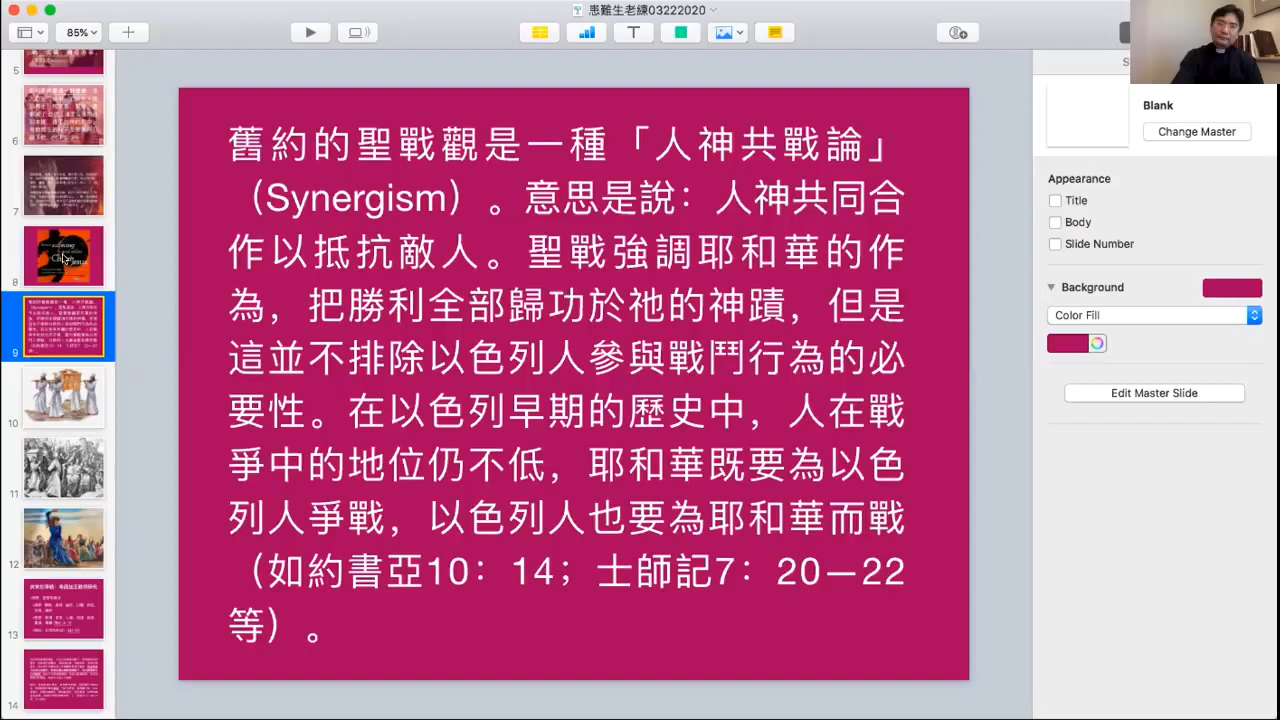 患難生老練03222020
85%
舊約的聖戰觀是一種「人神共戰論」
（Synergism）。意思是說：人神共同合
作以抵抗敵人。聖戰強調耶和華的作
為，把勝利全部歸功於祂的神蹟，但是
這並不排除以色列人參與戰鬥行為的必
要性。在以色列早期的歷史中，人在戰
爭中的地位仍不低，耶和華既要為以色
列人爭戰，以色列人也要為耶和華而戰
（如約書亞10：14；士師記7：20－22
等）。
5
6
7
8
9
10
11
12
13
14
Blank
Change Master
Appearance
Title
Body
Slide Number
Background
Color Fill
Edit Master Slide